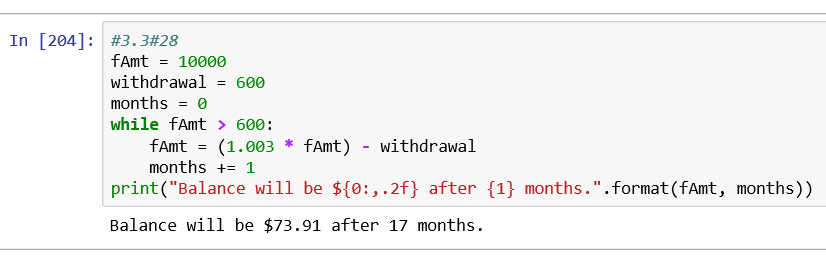 In [204]: #3.3#28
fAmt = 10000
withdrawal = 600
months = 0
while fAmt > 600:
    fAmt = (1.003 * fAmt) - withdrawal
    months += 1
print("Balance will be ${0:,.2f} after {1} months.".format(fAmt, months))
Balance will be $73.91 after 17 months.